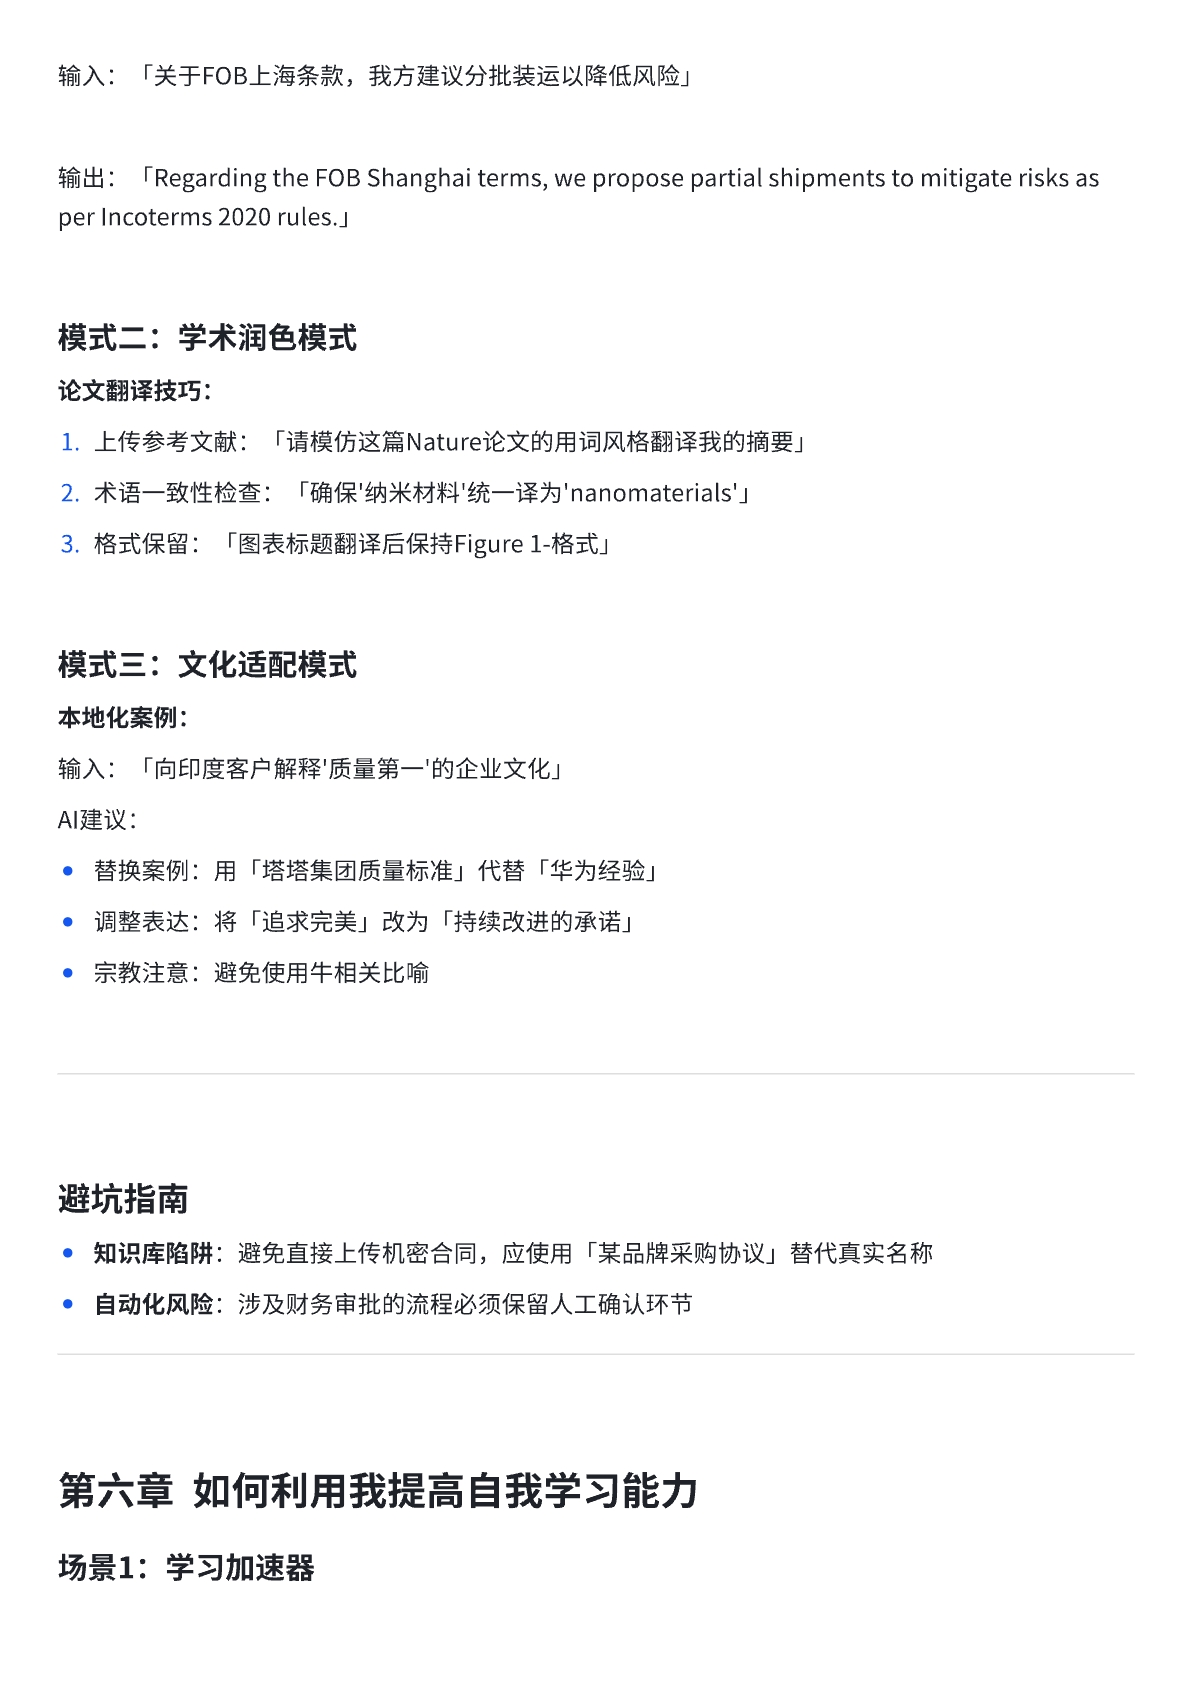 输入：「关于FOB上海条款，我方建议分批装运以降低风险」
输出：「Regarding the FOB Shanghai terms, we propose partial shipments to mitigate risks as
per Incoterms 2020 rules.」
模式二：学术润色模式
论文翻译技巧：
1. 上传参考文献：「请模仿这篇Nature论文的用词风格翻译我的摘要」
2. 术语一致性检查：「确保'纳米材料'统一译为'nanomaterials'」
3. 格式保留：「图表标题翻译后保持Figure 1-格式」
模式三：文化适配模式
本地化案例：
输入：「向印度客户解释'质量第一'的企业文化」
AI建议：
• 替换案例：用「塔塔集团质量标准」代替「华为经验」
• 调整表达：将「追求完美」改为「持续改进的承诺」
• 宗教注意：避免使用牛相关比喻
避坑指南
• 知识库陷阱：避免直接上传机密合同，应使用「某品牌采购协议」替代真实名称
• 自动化风险：涉及财务审批的流程必须保留人工确认环节
第六章 如何利用我提高自我学习能力
场景1：学习加速器